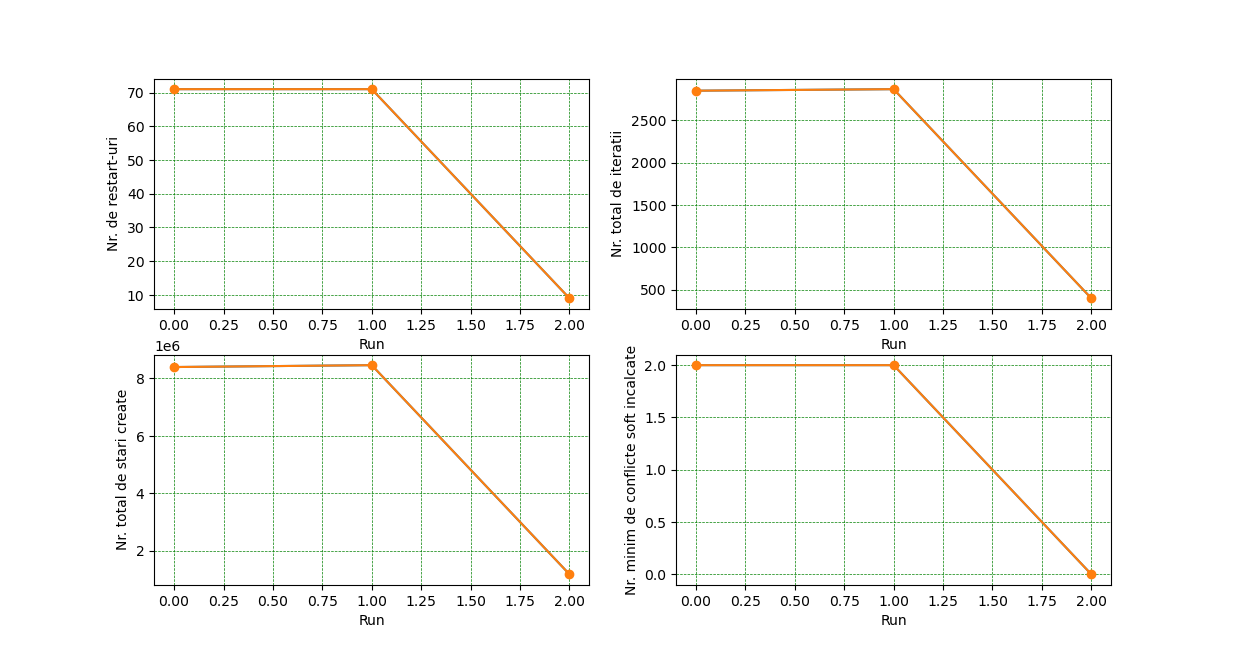 Nr. de restart-uri
70
60
50
40
30
20
10
0.00 0.25 0.50 0.75 1.00 1.25 1.50 1.75 2.00
Run
Nr. total de iteratii
2500
2000
1500
1000
500
0.00 0.25 0.50 0.75 1.00 1.25 1.50 1.75 2.00
Run
1e6
Nr. total de stari create
8
6
4
2
0.00 0.25 0.50 0.75 1.00 1.25 1.50 1.75 2.00
Run
Nr. minim de conflicte soft incalcate
2.0
1.5
1.0
0.5
0.0
0.00 0.25 0.50 0.75 1.00 1.25 1.50 1.75 2.00
Run